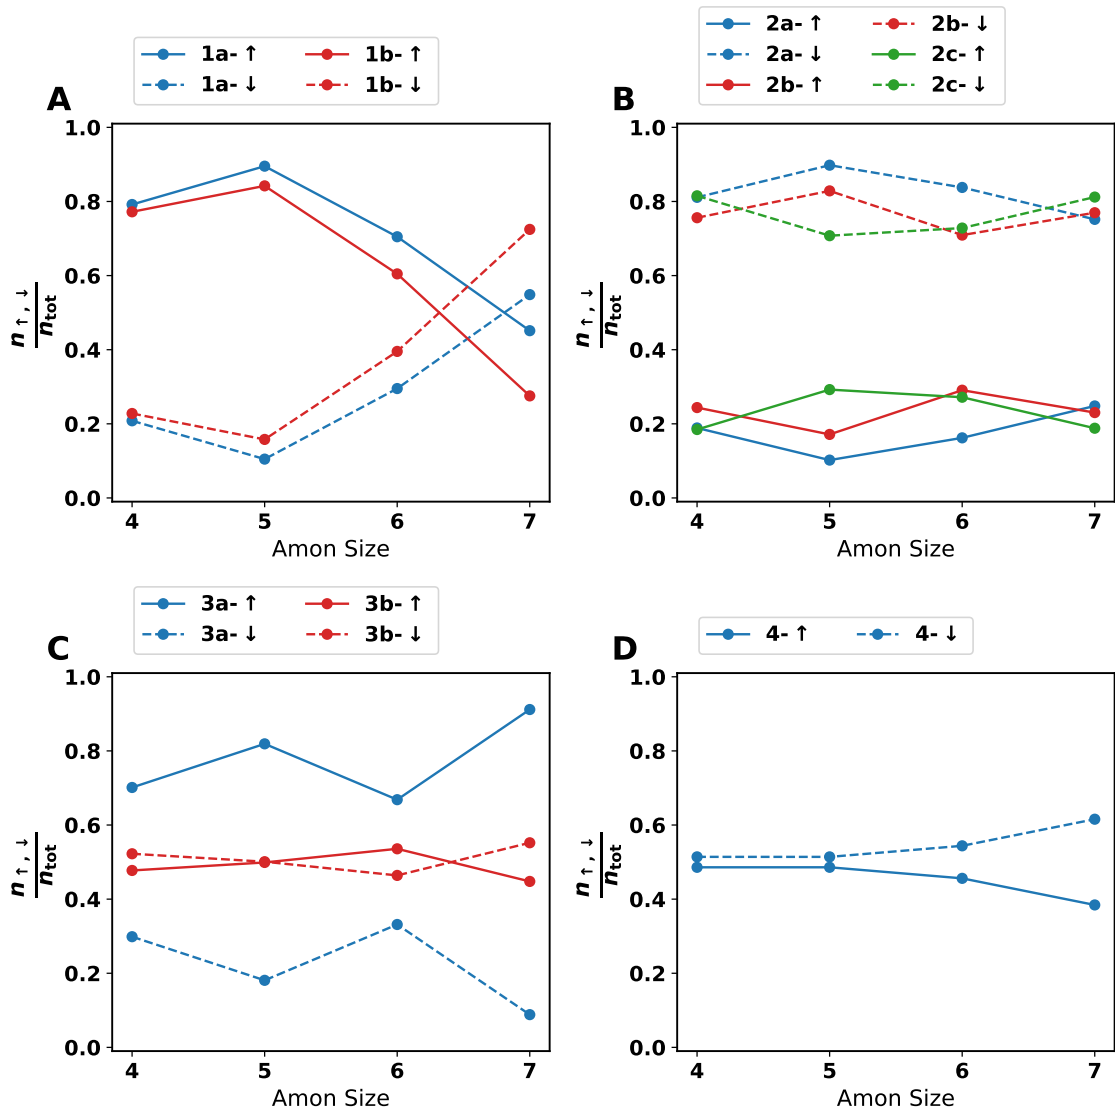 1a- ↑ 1b- ↑
1a- ↓ 1b- ↓
A
1.0
0.8
0.6
0.4
0.2
0.0
n↑,↓
ntot
4 5 6 7
Amon Size
2a- ↑ 2b- ↓
2a- ↓ 2c- ↑
2b- ↑ 2c- ↓
B
1.0
0.8
0.6
0.4
0.2
0.0
n↑,↓
ntot
4 5 6 7
Amon Size
3a- ↑ 3b- ↑
3a- ↓ 3b- ↓
C
1.0
0.8
0.6
0.4
0.2
0.0
n↑,↓
ntot
4 5 6 7
Amon Size
4- ↑ 4- ↓
D
1.0
0.8
0.6
0.4
0.2
0.0
n↑,↓
ntot
4 5 6 7
Amon Size